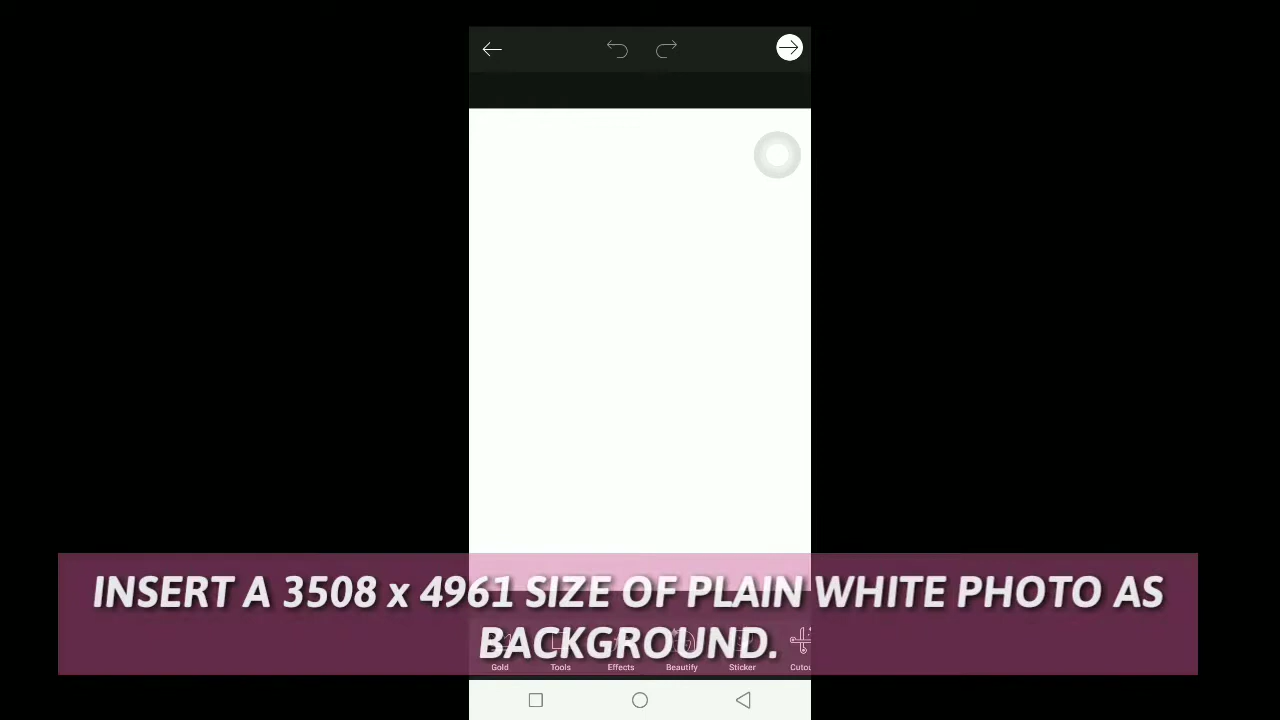 INSERT A 3508 x 4961 SIZE OF PLAIN WHITE PHOTO AS
BACKGROUND.
Gold Tools Effects Beautify Sticker